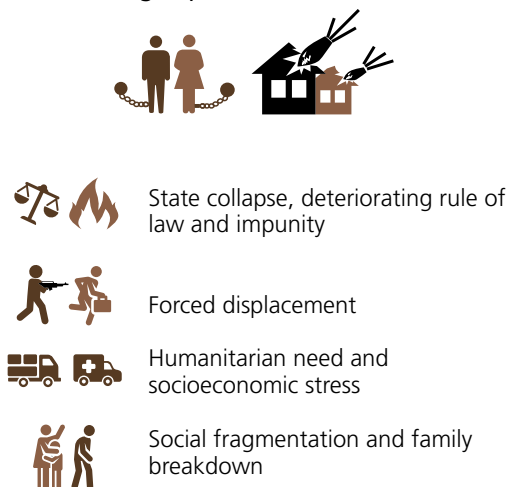 State collapse, deteriorating rule of
law and impunity
Forced displacement
Humanitarian need and
socioeconomic stress
Social fragmentation and family
breakdown